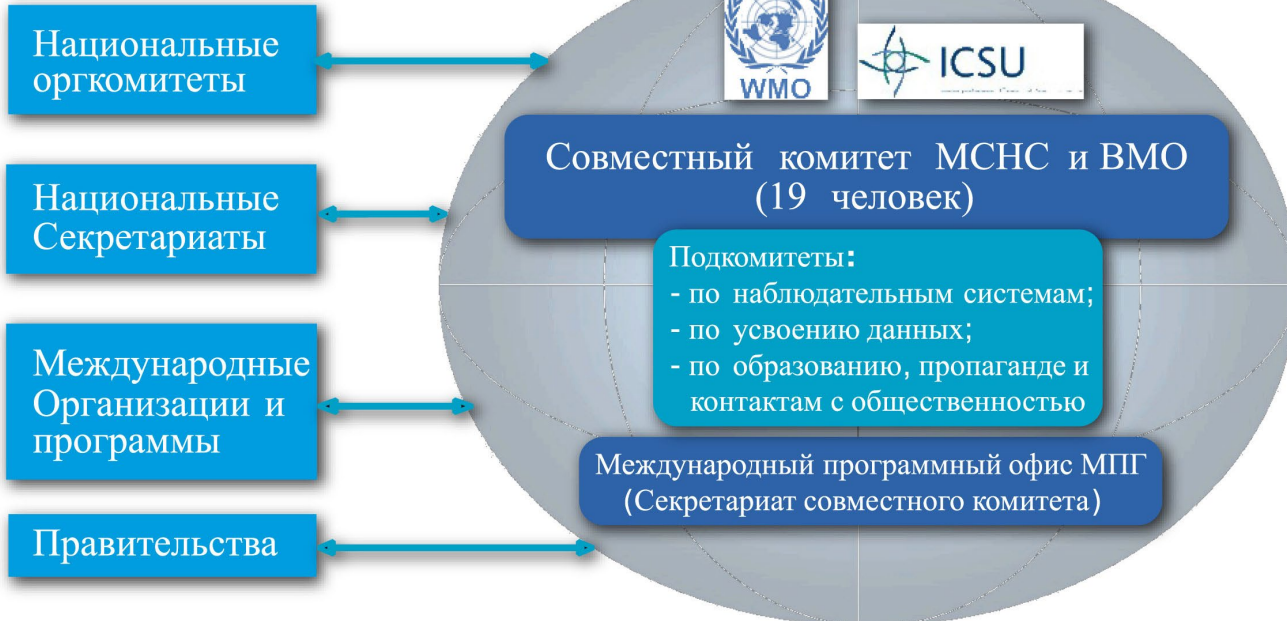 Национальные
оргкомитеты
Национальные
Секретариаты
Международные
Организации и
программы
Правительства
WMO
ICSU
Совместный комитет МСНС и ВМО
(19 человек)
Подкомитеты:
- по наблюдательным системам;
- по усвоению данных;
- по образованию, пропаганде и
контактам с общественностью
Международный программный офис МПГ
(Секретариат совместного комитета)